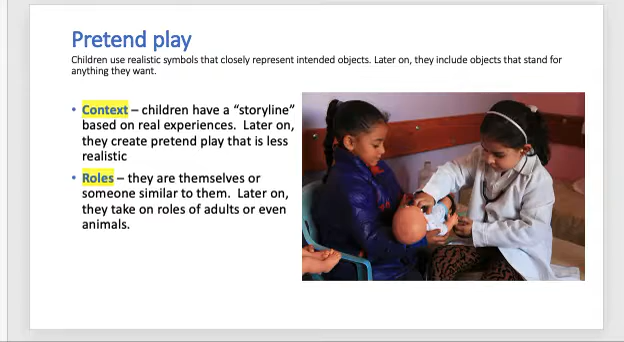 Pretend play
Children use realistic symbols that closely represent intended objects. Later on, they include objects that stand for
anything they want.
• Context – children have a “storyline”
based on real experiences. Later on,
they create pretend play that is less
realistic
• Roles – they are themselves or
someone similar to them. Later on,
they take on roles of adults or even
animals.